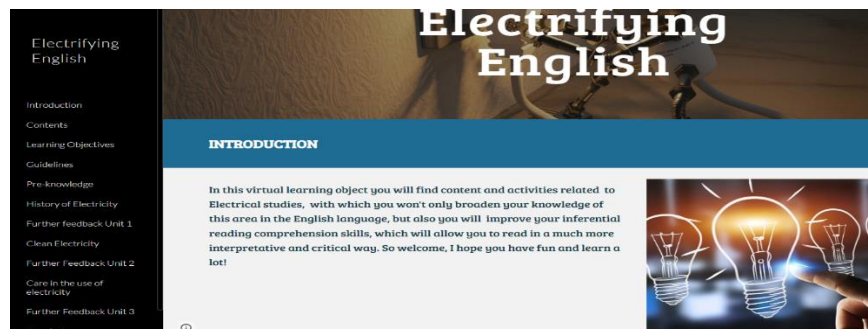 Electrifying
English
Introduction
Contents
Learning Objectives
Guidelines
Pre-knowledge
History of Electricity
Further feedback Unit 1
Clean Electricity
Further Feedback Unit 2
Care in the use of
electricity
Further Feedback Unit 3
Electrifying
English
INTRODUCTION
In this virtual learning object you will find content and activities related to
Electrical studies, with which you won't only broaden your knowledge of
this area in the English language, but also you will improve your inferential
reading comprehension skills, which will allow you to read in a much more
interpretative and critical way. So welcome, I hope you have fun and learn a
lot!